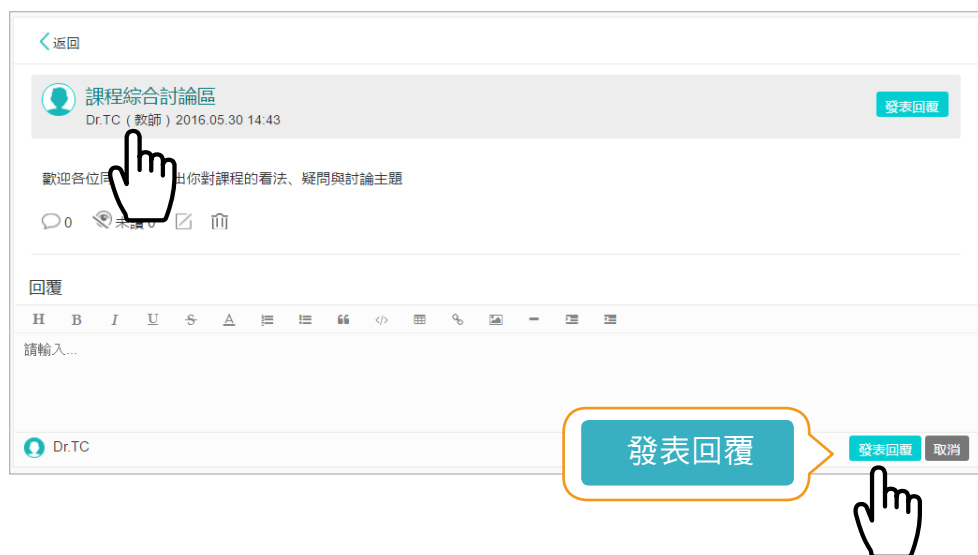 返回
課程綜合討論區
Dr.TC（教師）2016.05.30 14:43
發表回覆
歡迎各位同 出你對課程的看法、疑問與討論主題
0 未讀 0
回覆
H B I U S A
請輸入...
Dr.TC
發表回覆
發表回覆 取消